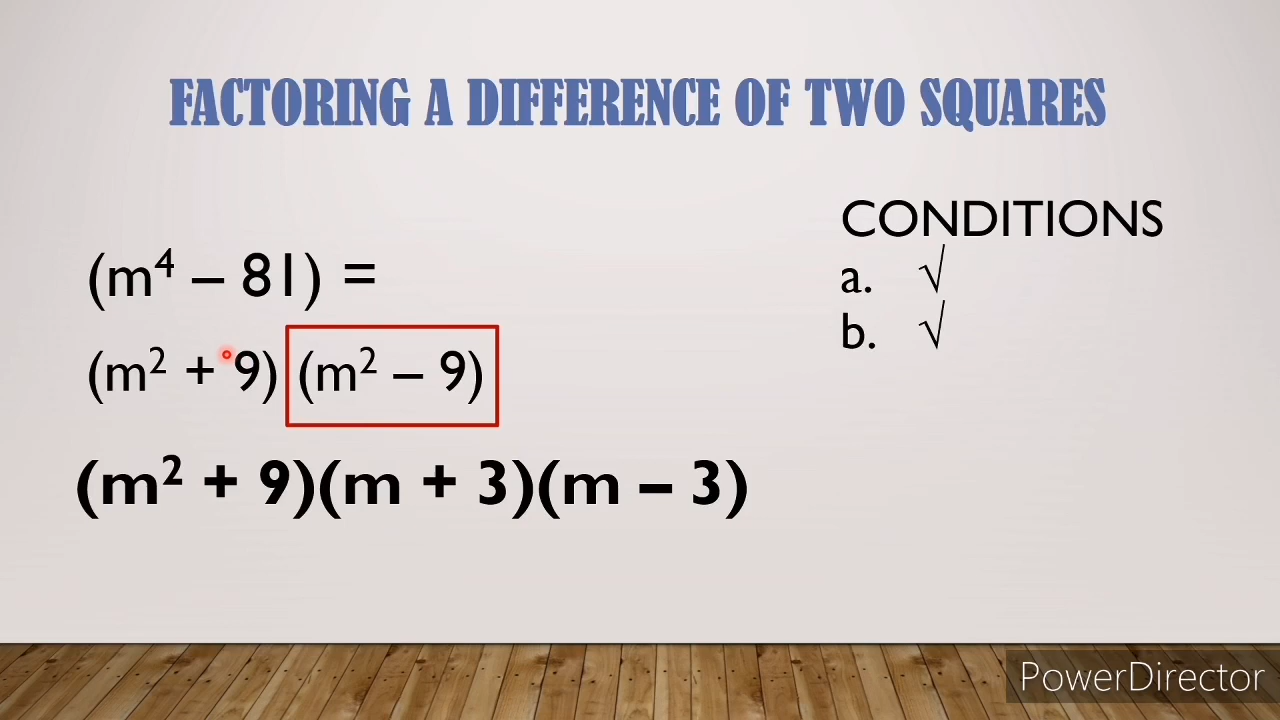 FACTORING A DIFFERENCE OF TWO SQUARES
(m⁴ – 81) =
(m² + 9) (m² – 9)
(m² + 9)(m + 3)(m – 3)
CONDITIONS
a. √
b. √
PowerDirector